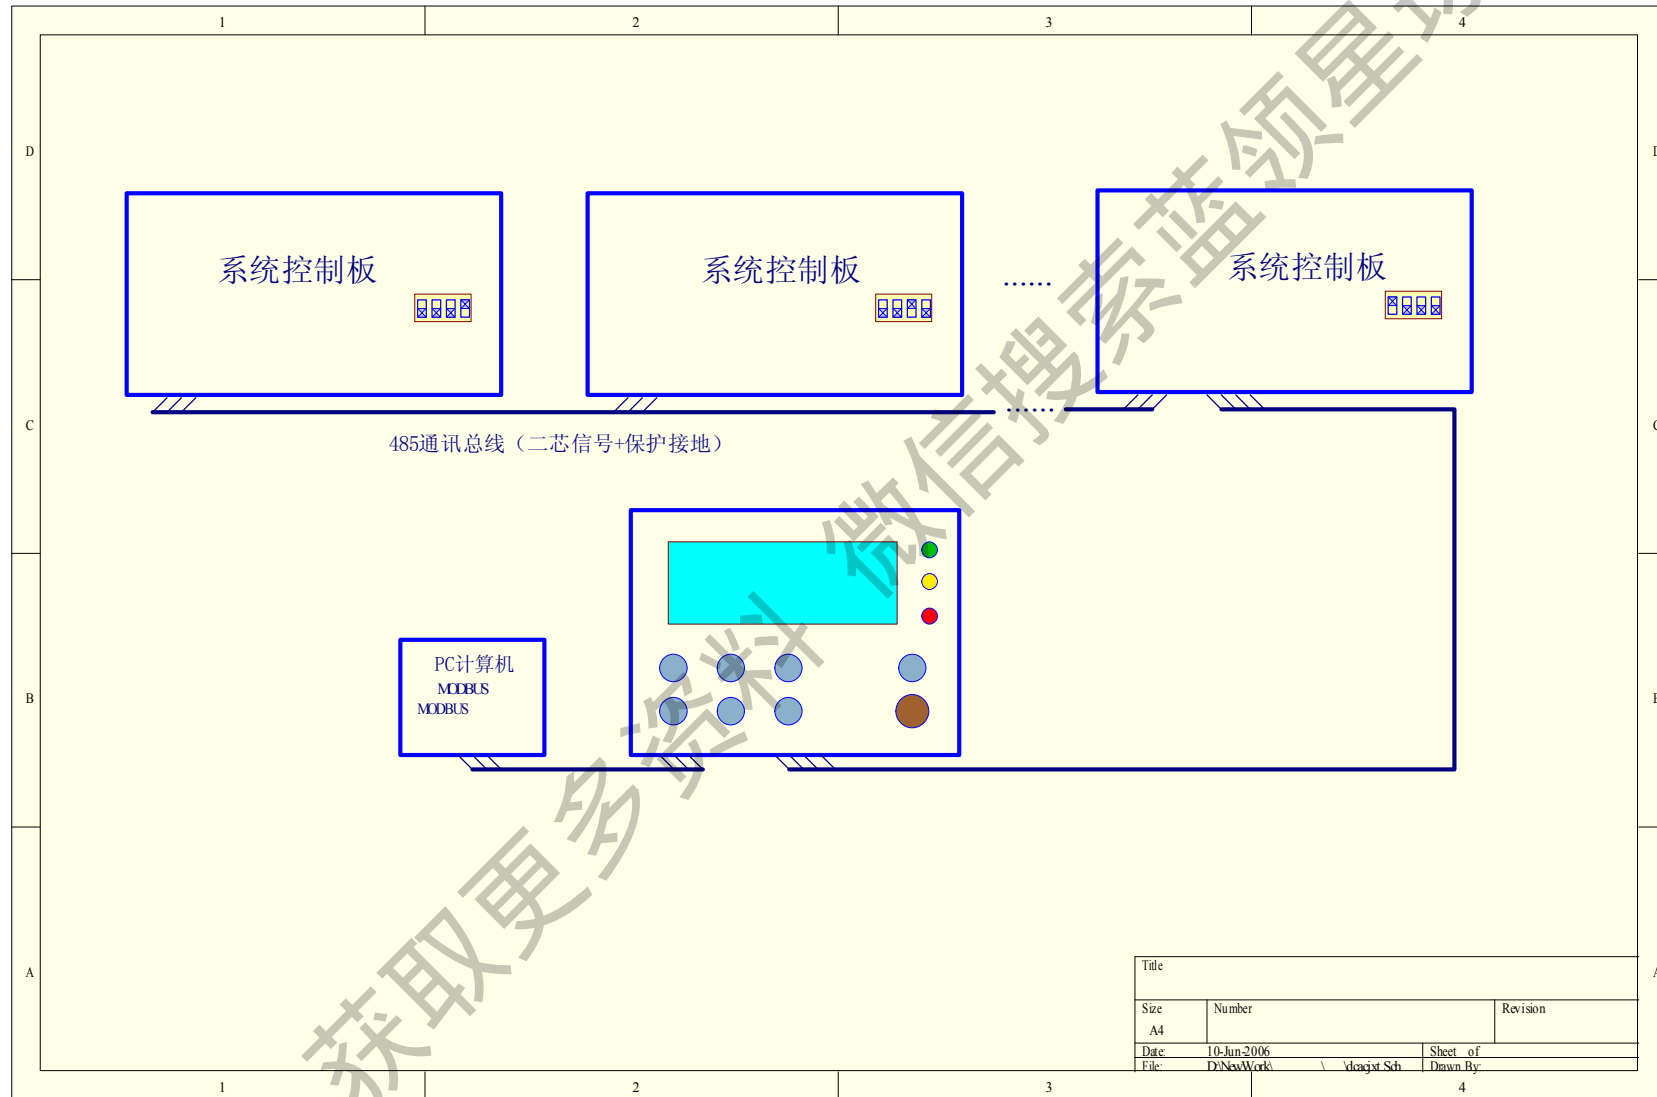 1 2 3 4
D D
系统控制板 系统控制板 系统控制板
......
......
C C
485通讯总线（二芯信号+保护接地）
PC计算机
MODBUS
MODBUS
B B
A A
Title
Size Number Revision
A4
Date: 10-Jun-2006 Sheet of
File: D:\NewWork\ \ \dcacjxt.Sch Drawn By:
1 2 3 4
获取更多资料 微信搜索蓝领星球